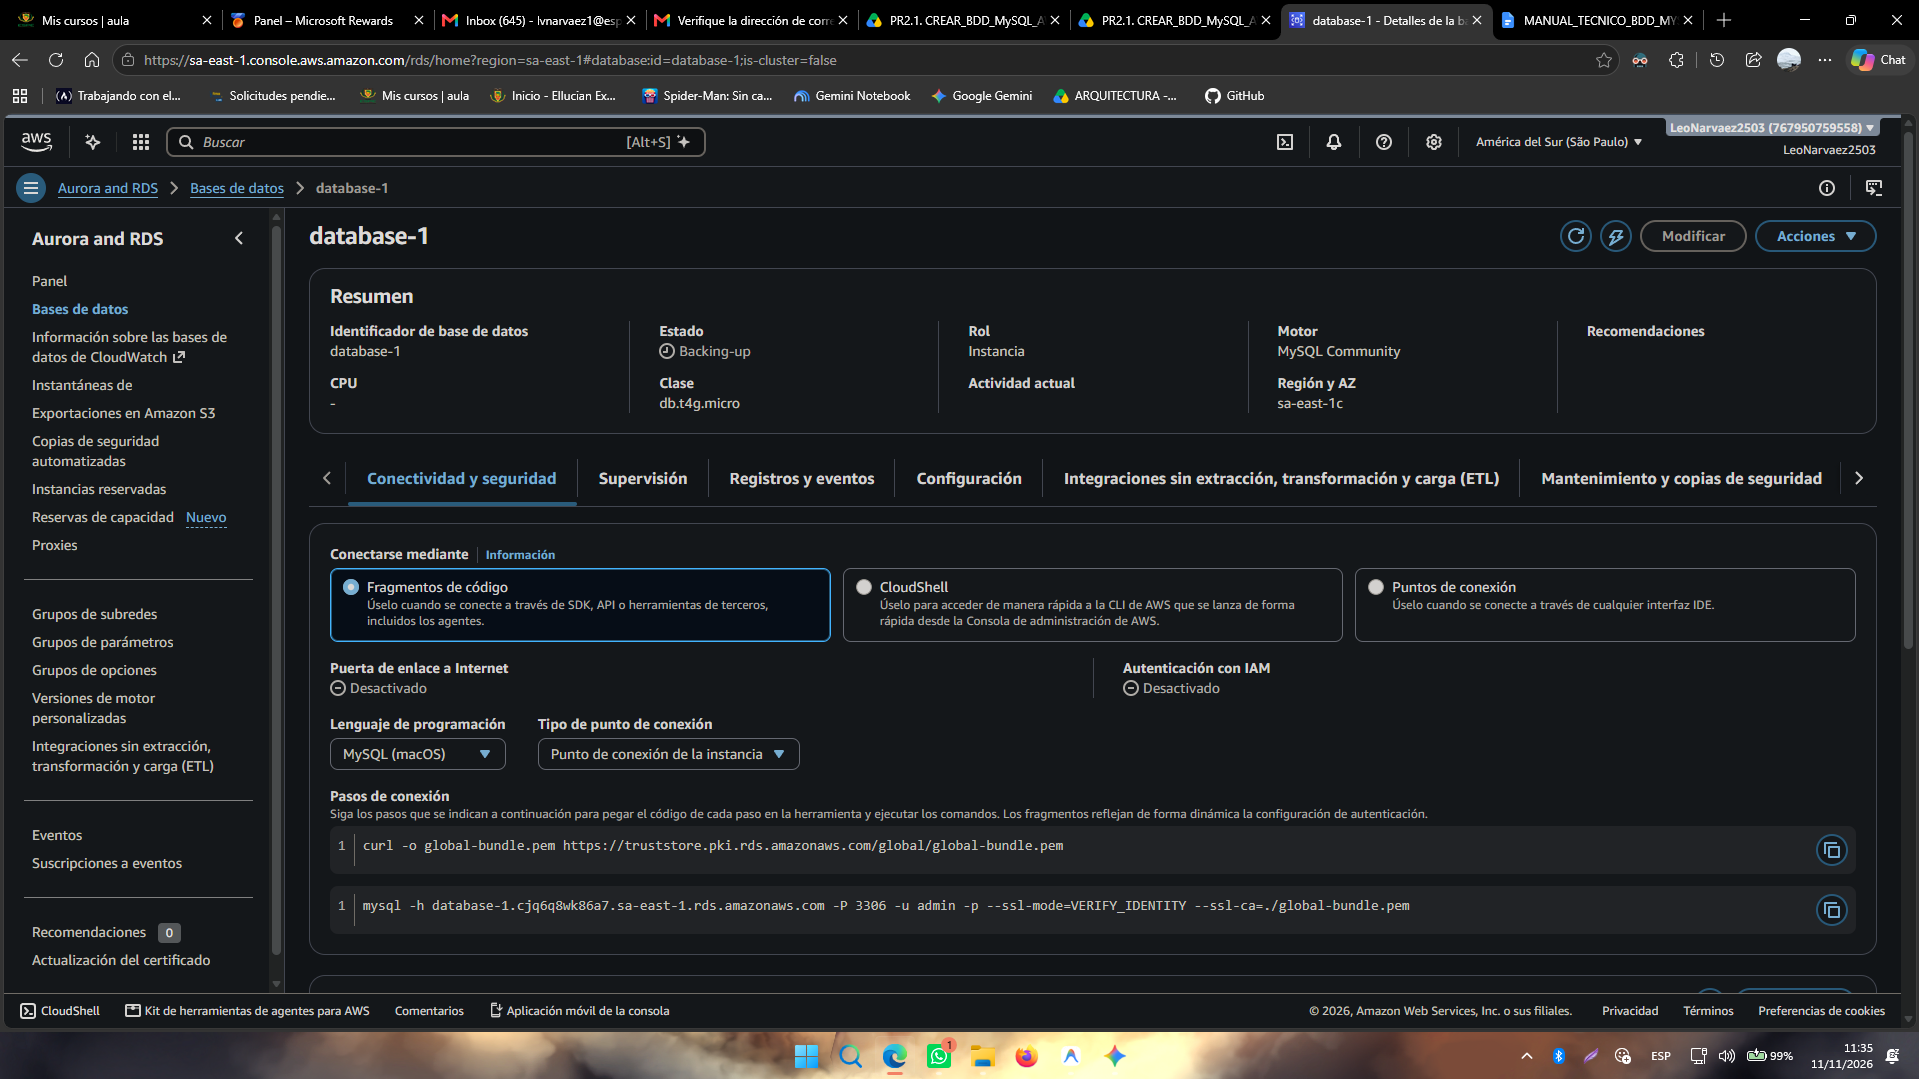 Mis cursos | aula
Panel – Microsoft Rewards
Inbox (645) - lvnarvaez1@esp
Verifique la dirección de corre
PR2.1. CREAR_BDD_MySQL_A
PR2.1. CREAR_BDD_MySQL_A
database-1 - Detalles de la ba
MANUAL_TECNICO_BDD_MY
https://sa-east-1.console.aws.amazon.com/rds/home?region=sa-east-1#database:id=database-1;is-cluster=false
Chat
Trabajando con el...
Solicitudes pendie...
Mis cursos | aula
Inicio - Ellucian Ex...
Spider-Man: Sin ca...
Gemini Notebook
Google Gemini
ARQUITECTURA -...
GitHub
aws
Buscar
[Alt+S]
América del Sur (São Paulo)
LeoNarvaez2503 (767950759558)
LeoNarvaez2503
Aurora and RDS
Bases de datos
database-1
Aurora and RDS
Panel
Bases de datos
Información sobre las bases de
datos de CloudWatch
Instantáneas de
Exportaciones en Amazon S3
Copias de seguridad
automatizadas
Instancias reservadas
Reservas de capacidad Nuevo
Proxies
Grupos de subredes
Grupos de parámetros
Grupos de opciones
Versiones de motor
personalizadas
Integraciones sin extracción,
transformación y carga (ETL)
Eventos
Suscripciones a eventos
Recomendaciones 0
Actualización del certificado
database-1
Modificar
Acciones
Resumen
Identificador de base de datos
database-1
CPU
-
Estado
Backing-up
Clase
db.t4g.micro
Rol
Instancia
Actividad actual
Motor
MySQL Community
Región y AZ
sa-east-1c
Recomendaciones
Conectividad y seguridad
Supervisión
Registros y eventos
Configuración
Integraciones sin extracción, transformación y carga (ETL)
Mantenimiento y copias de seguridad
Conectarse mediante
Información
Fragmentos de código
Úselo cuando se conecte a través de SDK, API o herramientas de terceros,
incluidos los agentes.
CloudShell
Úselo para acceder de manera rápida a la CLI de AWS que se lanza de forma
rápida desde la Consola de administración de AWS.
Puntos de conexión
Úselo cuando se conecte a través de cualquier interfaz IDE.
Puerta de enlace a Internet
Desactivado
Autenticación con IAM
Desactivado
Lenguaje de programación
MySQL (macOS)
Tipo de punto de conexión
Punto de conexión de la instancia
Pasos de conexión
Siga los pasos que se indican a continuación para pegar el código de cada paso en la herramienta y ejecutar los comandos. Los fragmentos reflejan de forma dinámica la configuración de autenticación.
1 curl -o global-bundle.pem https://truststore.pki.rds.amazonaws.com/global/global-bundle.pem
1 mysql -h database-1.cjq6q8wk86a7.sa-east-1.rds.amazonaws.com -P 3306 -u admin -p --ssl-mode=VERIFY_IDENTITY --ssl-ca=./global-bundle.pem
CloudShell
Kit de herramientas de agentes para AWS
Comentarios
Aplicación móvil de la consola
© 2026, Amazon Web Services, Inc. o sus filiales.
Privacidad
Términos
Preferencias de cookies
1
ESP
99%
11:35
11/11/2026